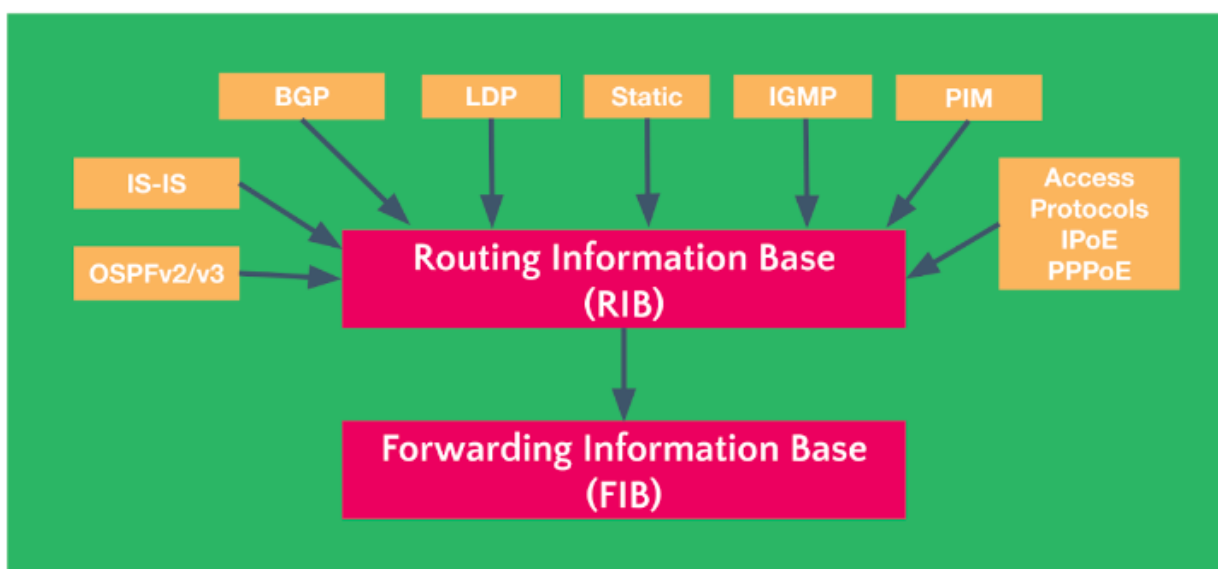 BGP
LDP
Static
IGMP
PIM
IS-IS
Access
Protocols
IPoE
PPPoE
OSPFv2/v3
Routing Information Base
(RIB)
Forwarding Information Base
(FIB)